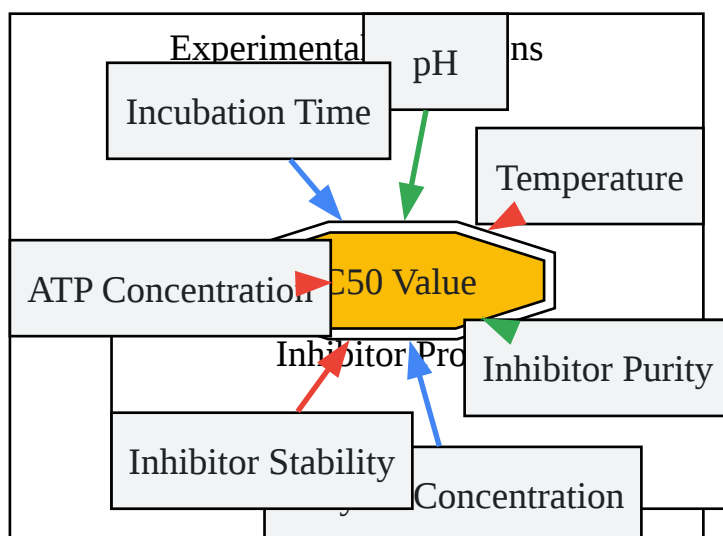 Experimental
ns
pH
Incubation Time
Temperature
ATP Concentration
C50 Value
Inhibitor Pro
Inhibitor Purity
Inhibitor Stability
Concentration